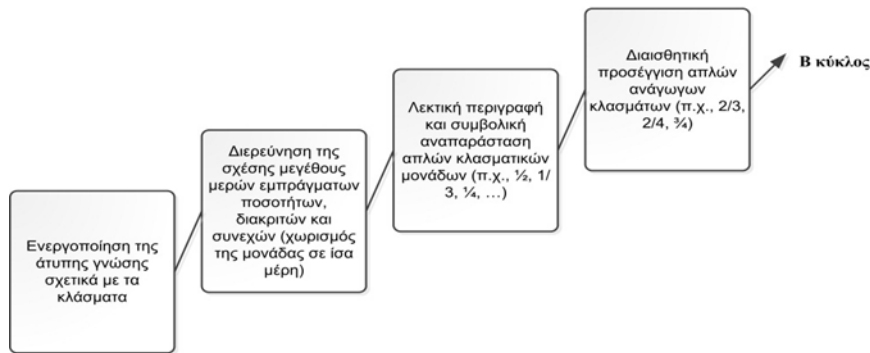 Ενεργοποίηση της
άτυπης γνώσης
σχετικά με τα
κλάσματα
Διερεύνηση της
σχέσης μεγέθους
μερών εμπράγματων
ποσοτήτων,
διακριτών και
συνεχών (χωρισμός
της μονάδας σε ίσα
μέρη)
Λεκτική περιγραφή
και συμβολική
αναπαράσταση
απλών κλασματικών
μονάδων (π.χ., ½, 1/
3, ¼, …)
Διαισθητική
προσέγγιση απλών
ανάγωγων
κλασμάτων (π.χ., 2/3,
2/4, ¾)
Β κύκλος